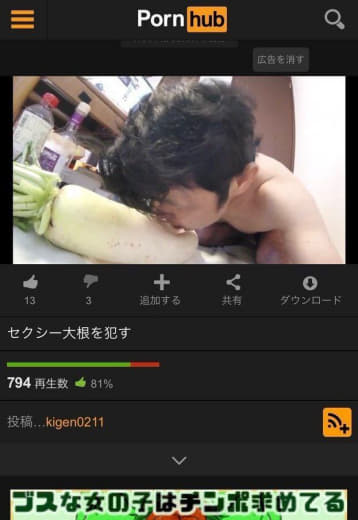 Pornhub
広告を消す
13
3
追加する
共有
ダウンロード
セクシー大根を犯す
794 再生数 81%
投稿...kigen0211
ブスな女の子はチンポ求めてる